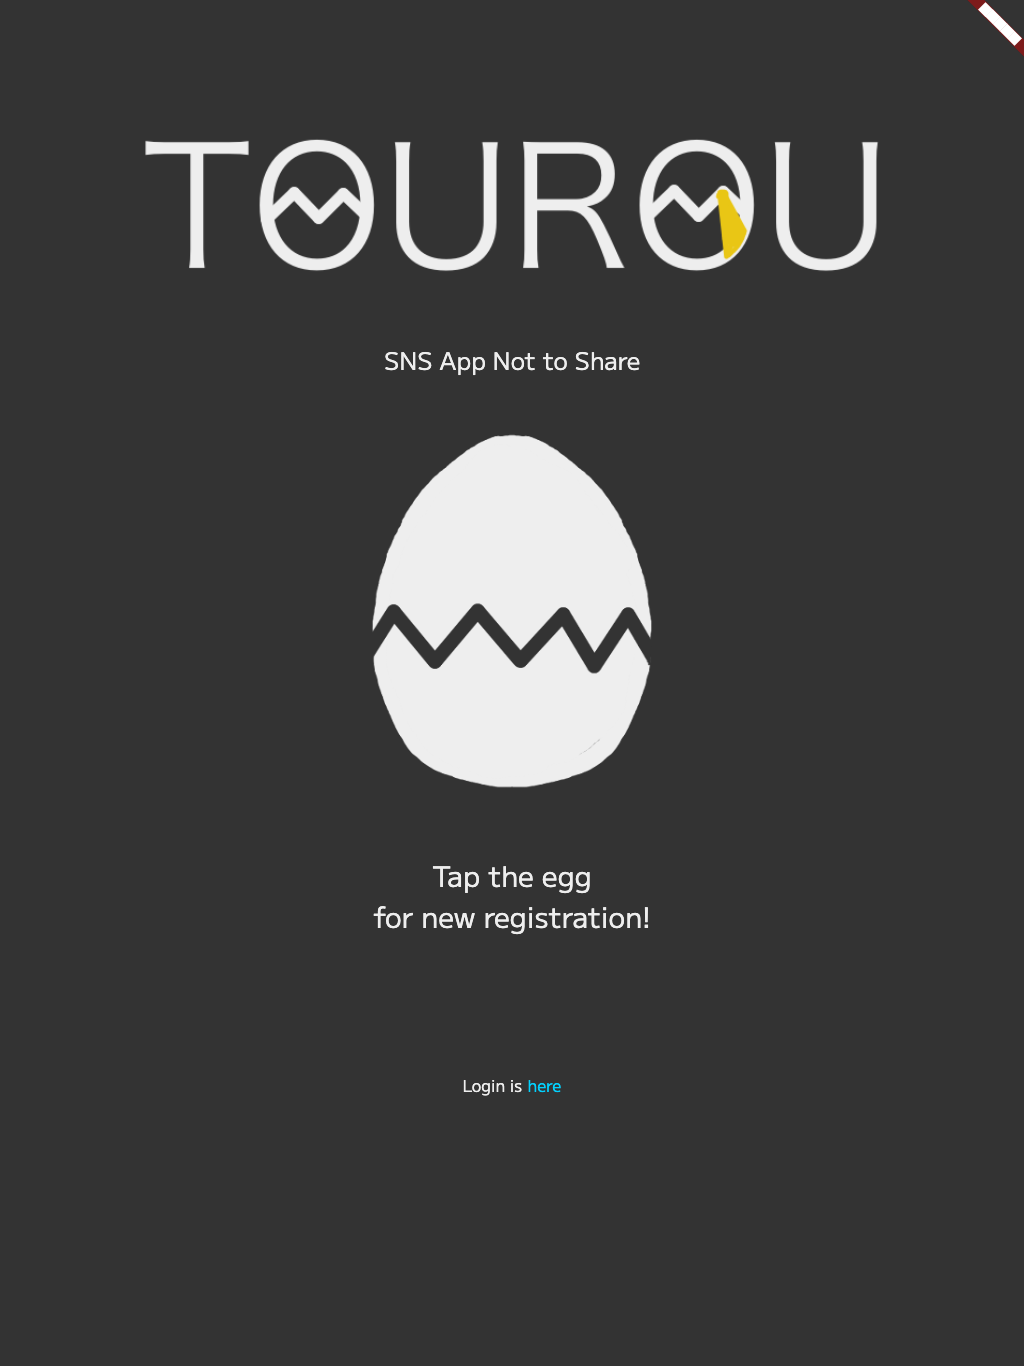 TOUROU
SNS App Not to Share
Tap the egg
for new registration!
Login is here